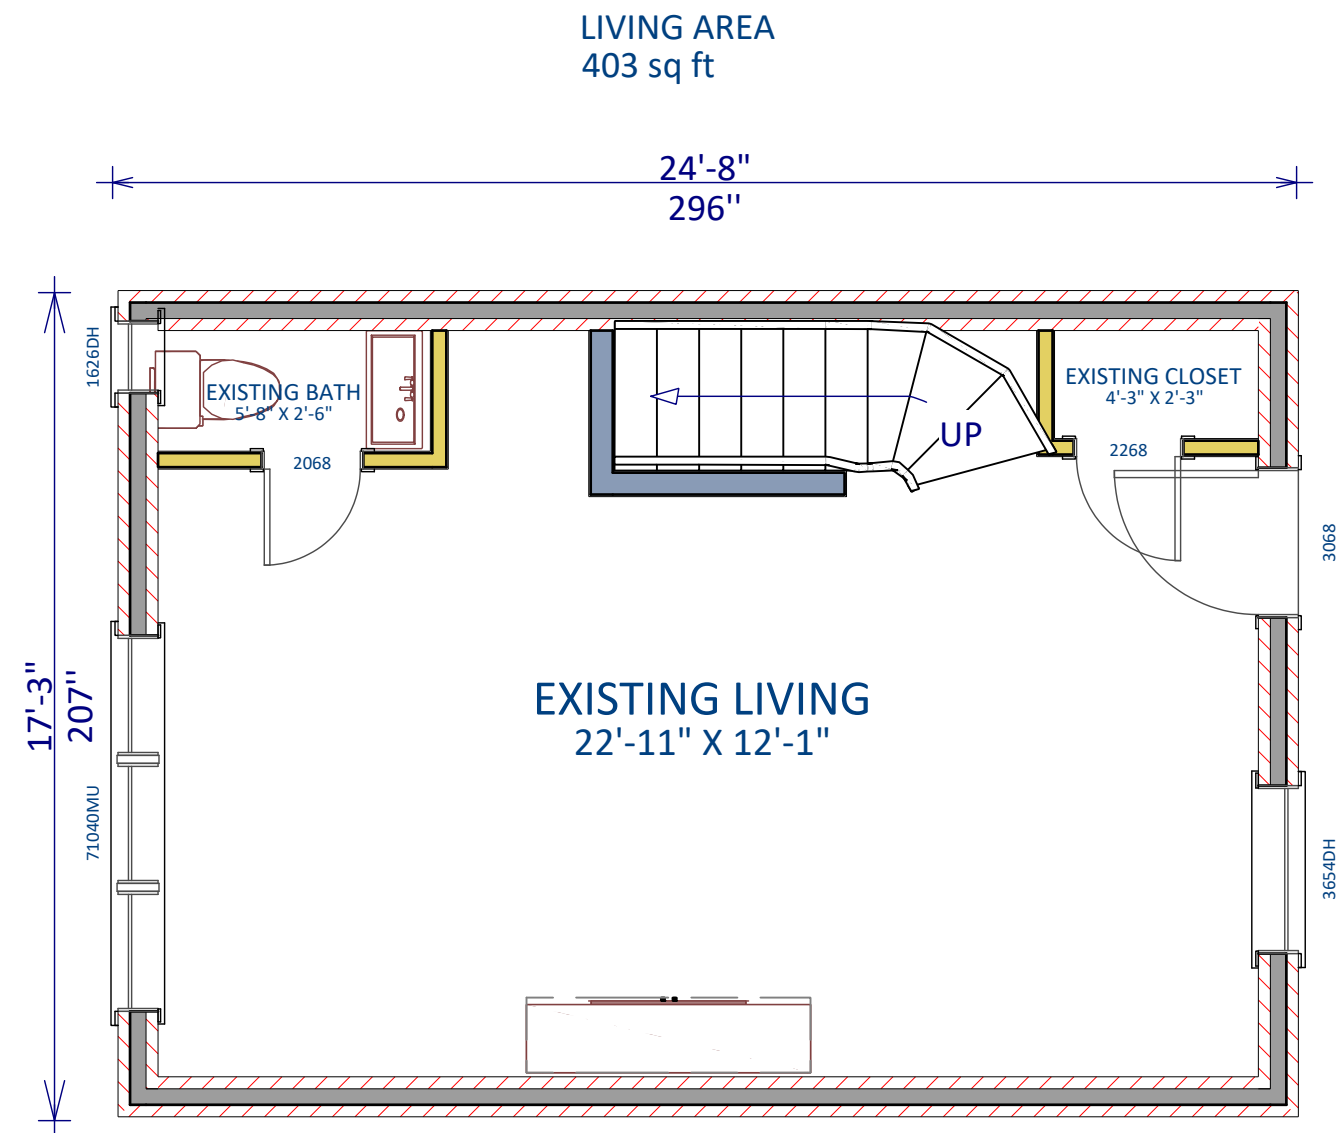 LIVING AREA
403 sq ft
24'-8"
296"
1626DH
EXISTING BATH
5'-8" X 2'-6"
2068
UP
EXISTING CLOSET
4'-3" X 2'-3"
2268
3068
17'-3"
207"
EXISTING LIVING
22'-11" X 12'-1"
71040MU
3654DH